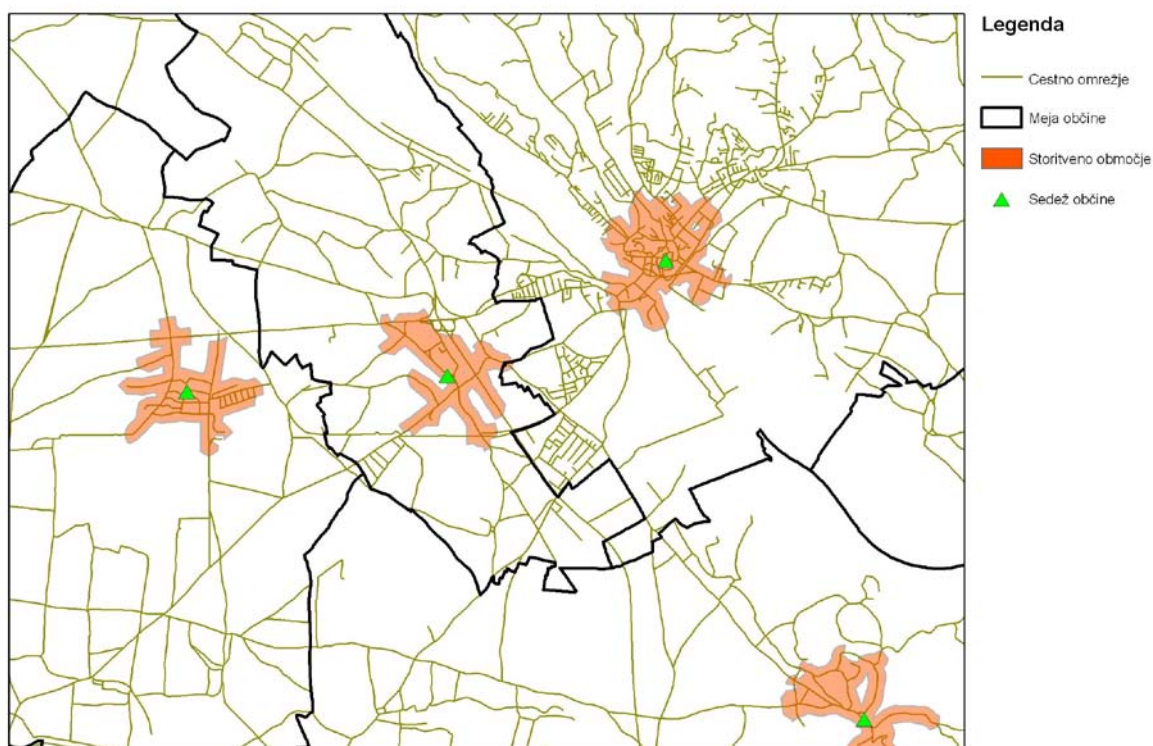 Legenda
Cestno omrežje
Meja občine
Storitveno območje
Sedež občine